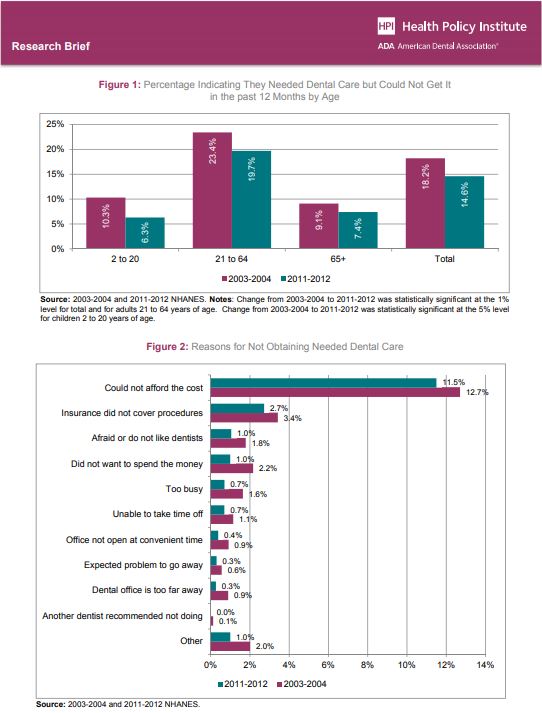 Research Brief
HPI Health Policy Institute
ADA American Dental Association®
Figure 1: Percentage Indicating They Needed Dental Care but Could Not Get It
in the past 12 Months by Age
25%
20%
15%
10%
5%
0%
10.3%
6.3%
23.4%
19.7%
9.1%
7.4%
18.2%
14.6%
2 to 20
21 to 64
65+
Total
2003-2004
2011-2012
Source: 2003-2004 and 2011-2012 NHANES. Notes: Change from 2003-2004 to 2011-2012 was statistically significant at the 1%
level for total and for adults 21 to 64 years of age. Change from 2003-2004 to 2011-2012 was statistically significant at the 5% level
for children 2 to 20 years of age.
Figure 2: Reasons for Not Obtaining Needed Dental Care
Could not afford the cost
11.5%
12.7%
Insurance did not cover procedures
2.7%
3.4%
Afraid or do not like dentists
1.0%
1.8%
Did not want to spend the money
1.0%
2.2%
Too busy
0.7%
1.6%
Unable to take time off
0.7%
1.1%
Office not open at convenient time
0.4%
0.9%
Expected problem to go away
0.3%
0.6%
Dental office is too far away
0.3%
0.9%
Another dentist recommended not doing
0.0%
0.1%
Other
1.0%
2.0%
0%
2%
4%
6%
8%
10%
12%
14%
2011-2012
2003-2004
Source: 2003-2004 and 2011-2012 NHANES.